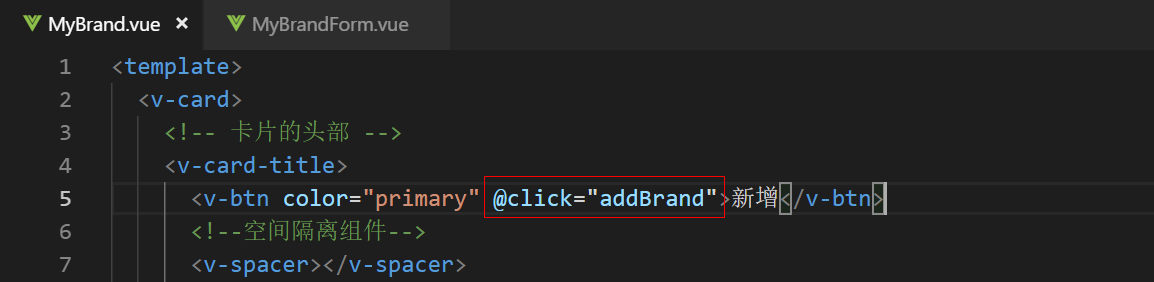 MyBrand.vue × MyBrandForm.vue
1 <template>
2 <v-card>
3 <!-- 卡片的头部 -->
4 <v-card-title>
5 <v-btn color="primary" @click="addBrand">新增</v-btn>
6 <!--空间隔离组件-->
7 <v-spacer></v-spacer>